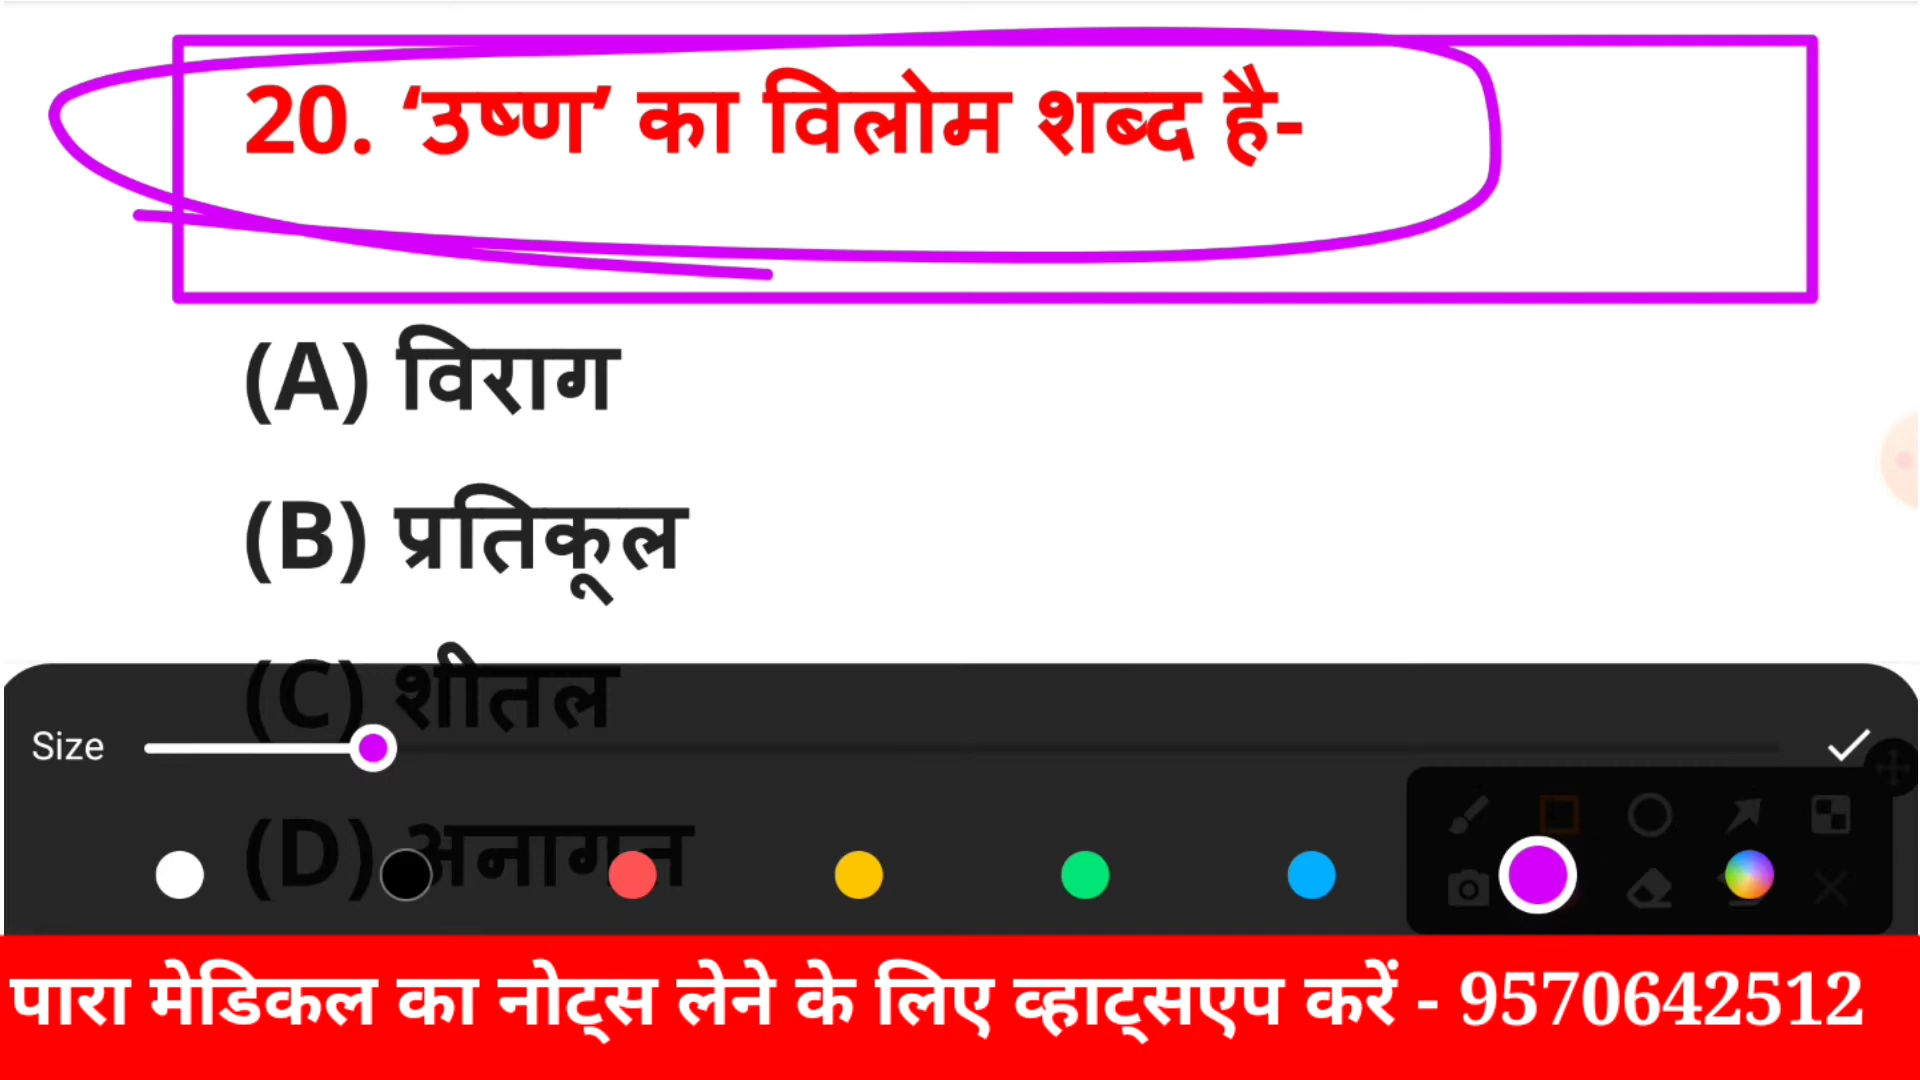 20. ‘उष्ण’ का विलोम शब्द है-
(A) विराग
(B) प्रतिकूल
(C) शीतल
Size
(D) अनागत
पारा मेडिकल का नोट्स लेने के लिए व्हाट्सएप करें - 9570642512